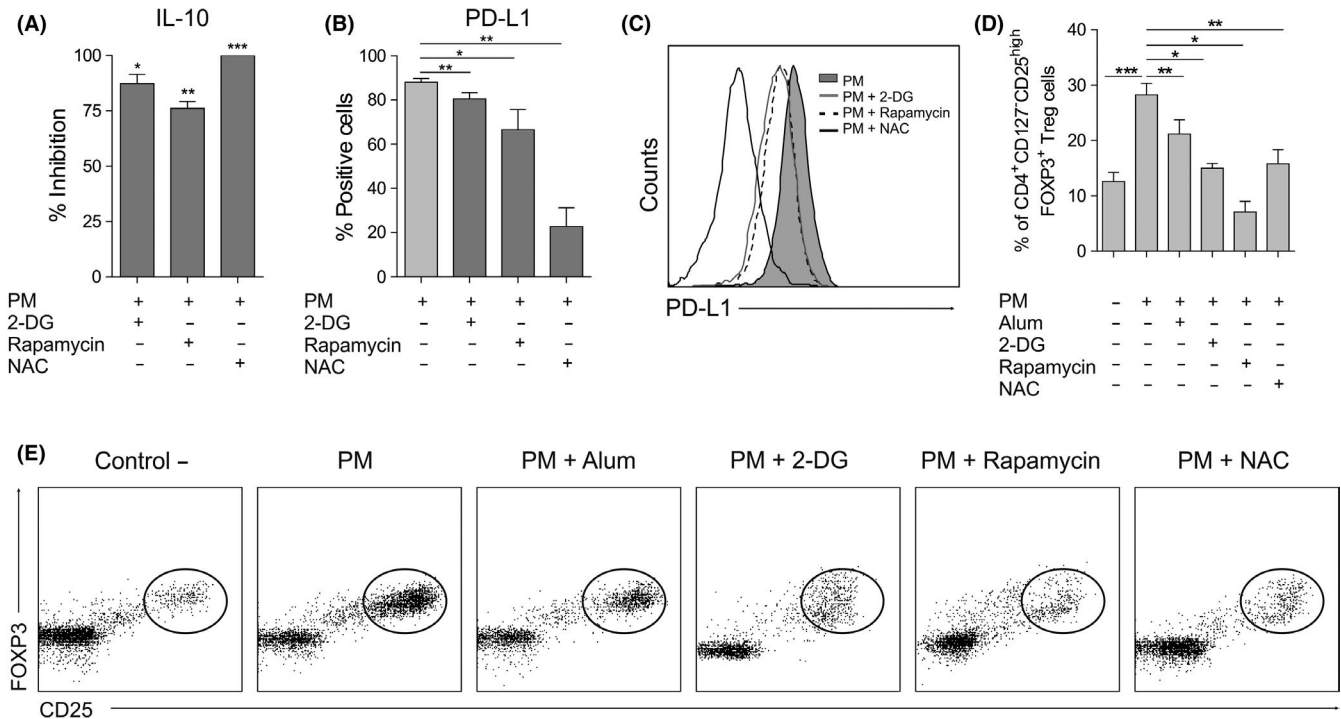 (A)
IL-10
% Inhibition
100
75
50
25
0
*
**
***
PM + + +
2-DG + – –
Rapamycin – + –
NAC – – +
(B)
PD-L1
% Positive cells
100
80
60
40
20
0
**
*
**
PM + + + +
2-DG – + – –
Rapamycin – – + –
NAC – – – +
(C)
Counts
PM
PM + 2-DG
PM + Rapamycin
PM + NAC
PD-L1
(D)
% of CD4+CD127-CD25high
FOXP3+ Treg cells
40
30
20
10
0
**
*
*
*** **
PM – + + + + +
Alum – – + – – –
2-DG – – – + – –
Rapamycin – – – – + –
NAC – – – – – +
(E)
Control –
PM
PM + Alum
PM + 2-DG
PM + Rapamycin
PM + NAC
FOXP3
CD25